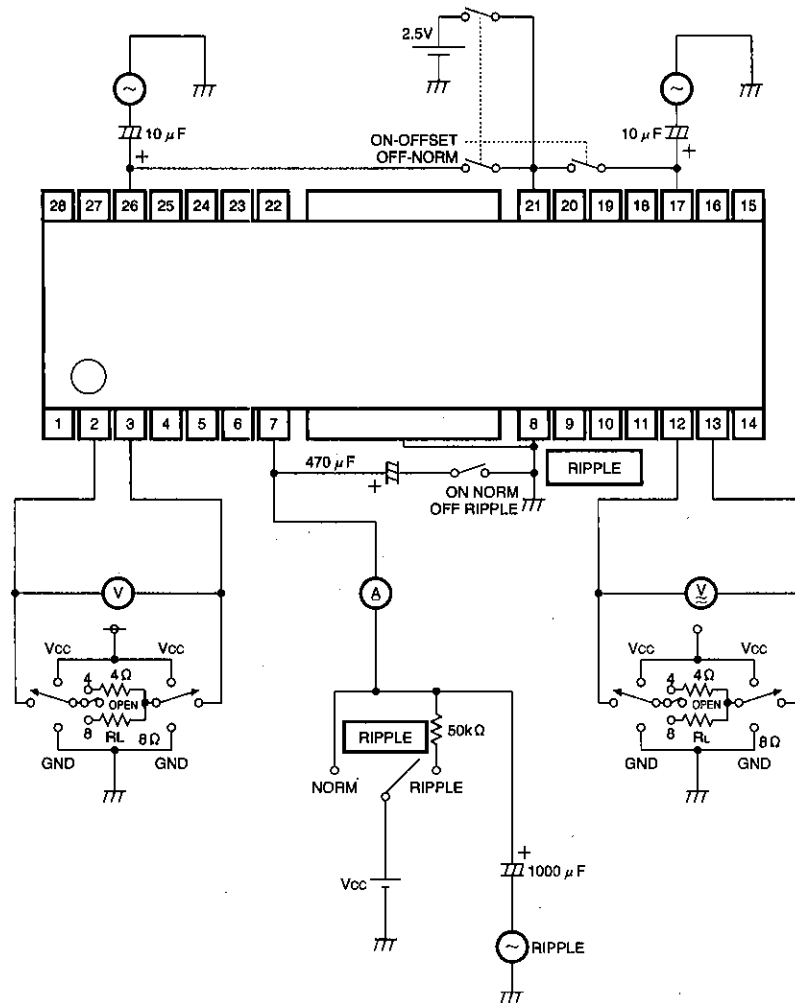 2.5V
10 μF
10 μF
+
+
ON-OFFSET
OFF-NORM
28 27 26 25 24 23 22 21 20 19 18 17 16 15
1 2 3 4 5 6 7 8 9 10 11 12 13 14
470 μF
+
ON NORM
OFF RIPPLE
RIPPLE
V
A
V
Vcc Vcc
4 4Ω
OPEN
8 RL 8Ω
GND GND
RIPPLE
50kΩ
NORM RIPPLE
Vcc Vcc
4 4Ω
OPEN
8 RL 8Ω
GND GND
Vcc
+
1000 μF
RIPPLE